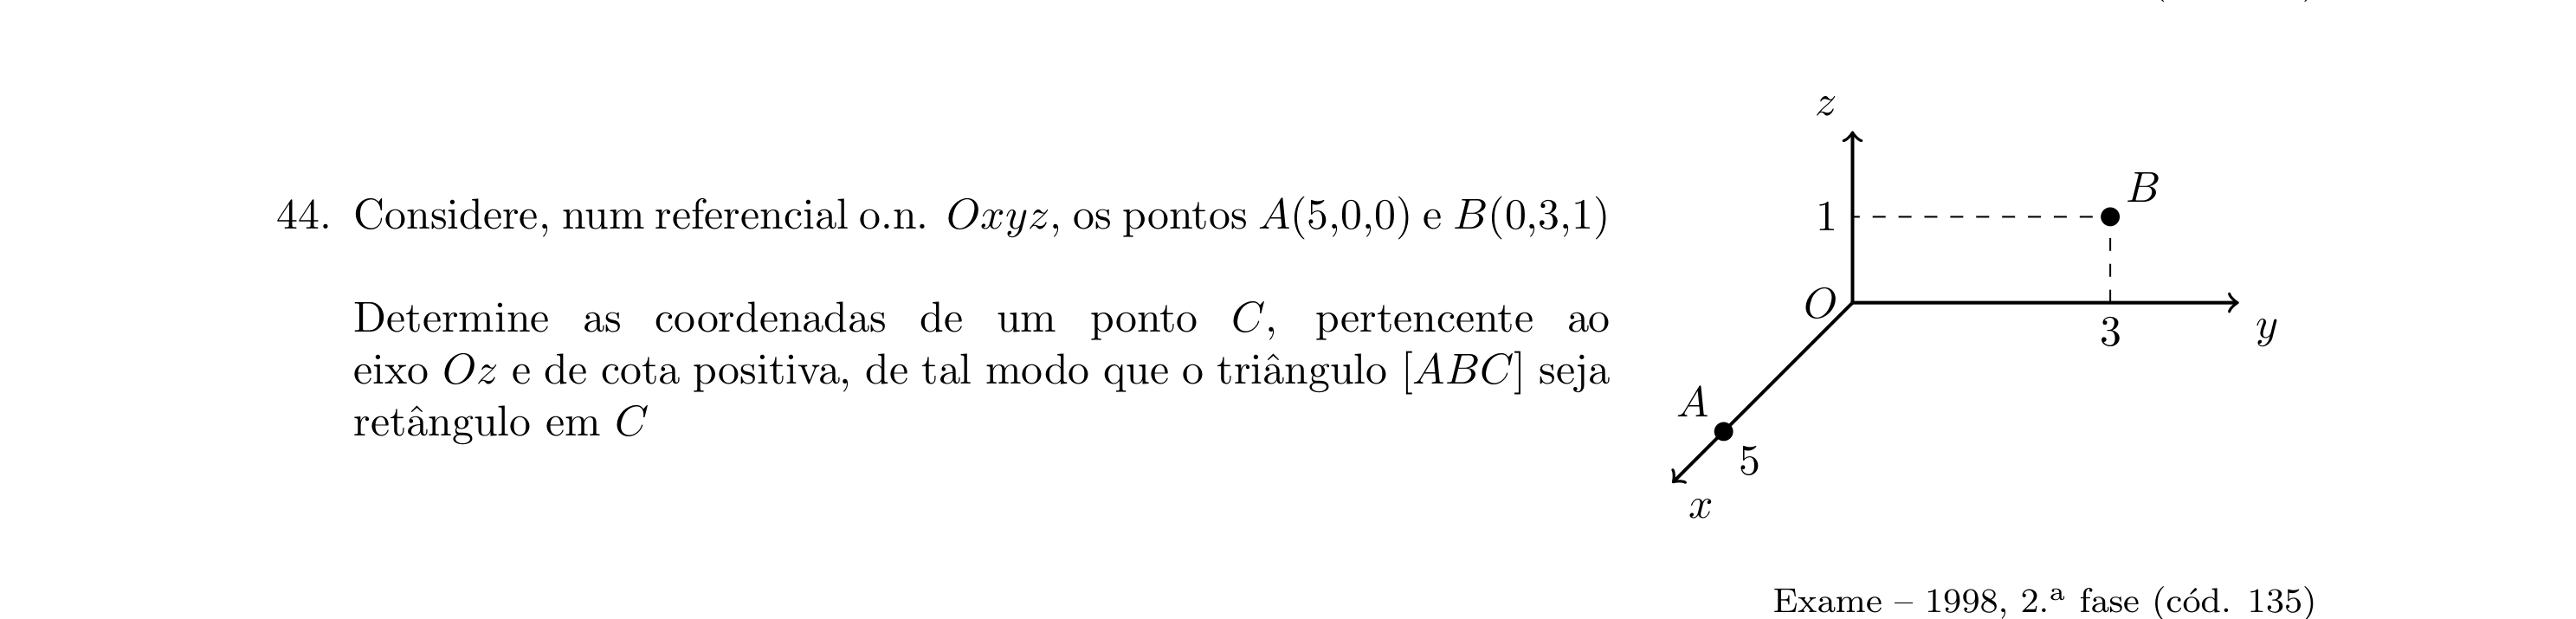 44. Considere, num referencial o.n. Oxyz, os pontos A(5,0,0) e B(0,3,1)
Determine as coordenadas de um ponto C, pertencente ao
eixo Oz e de cota positiva, de tal modo que o triângulo [ABC] seja
retângulo em C
z
B
1
O
3
y
A
5
x
Exame – 1998, 2.ª fase (cód. 135)